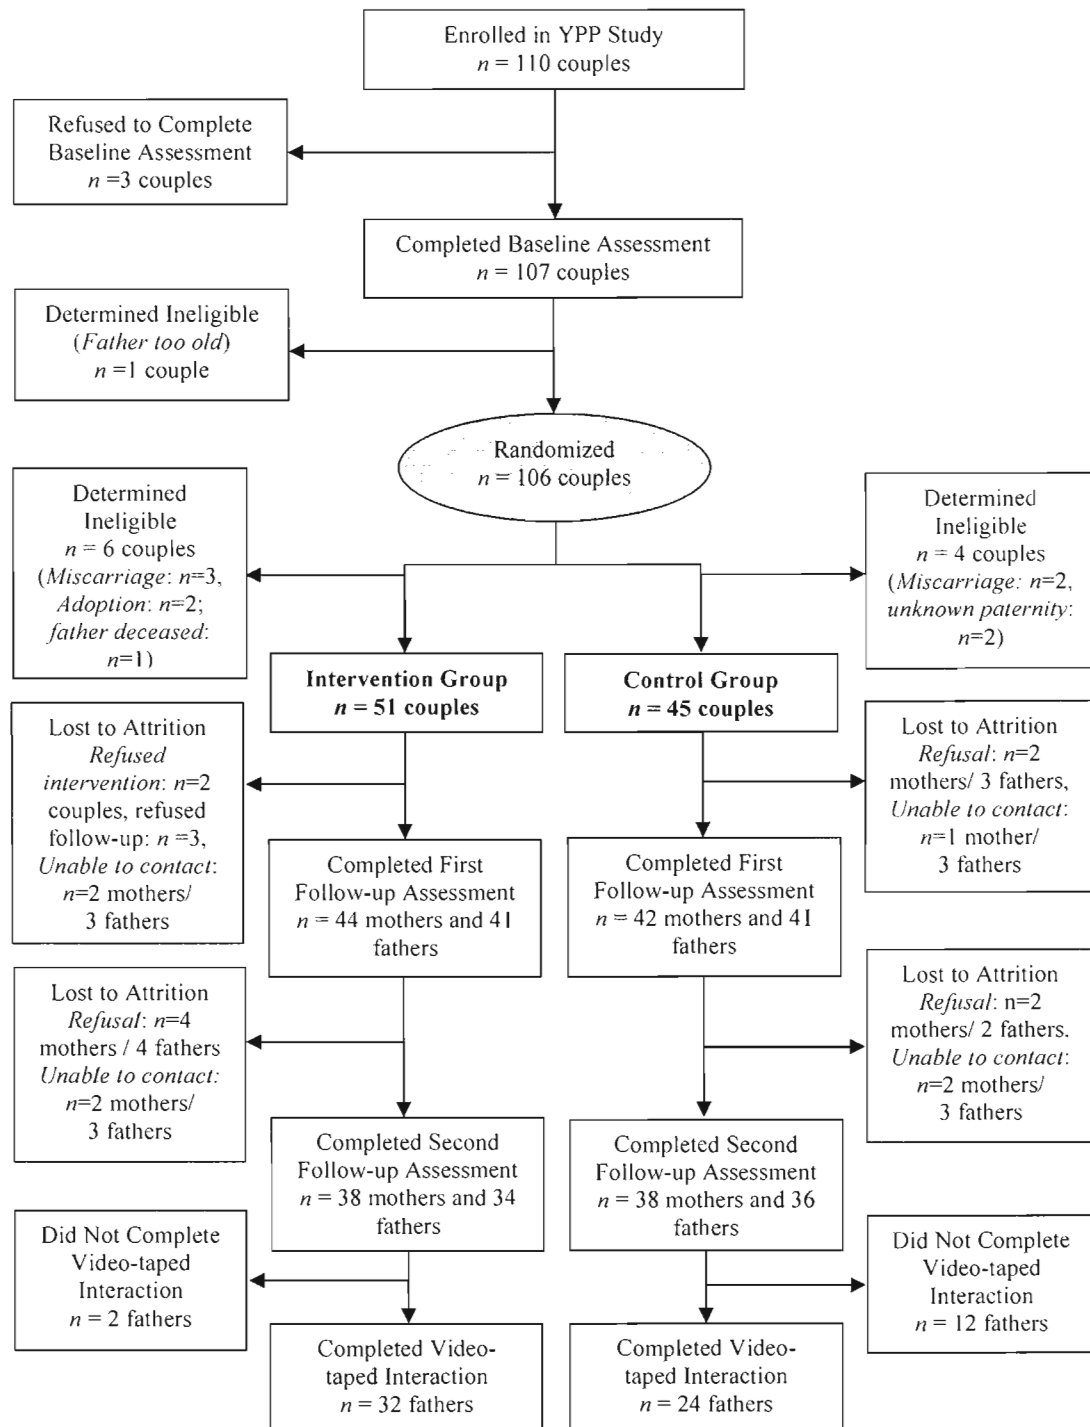 Enrolled in YPP Study
n = 110 couples
Refused to Complete
Baseline Assessment
n =3 couples
Completed Baseline Assessment
n = 107 couples
Determined Ineligible
(Father too old)
n =1 couple
Randomized
n = 106 couples
Determined
Ineligible
n = 6 couples
(Miscarriage: n=3,
Adoption: n=2;
father deceased:
n=1)
Determined
Ineligible
n = 4 couples
(Miscarriage: n=2,
unknown paternity:
n=2)
Intervention Group
n = 51 couples
Control Group
n = 45 couples
Lost to Attrition
Refused
intervention: n=2
couples, refused
follow-up: n =3,
Unable to contact:
n=2 mothers/
3 fathers
Lost to Attrition
Refusal: n=2
mothers/ 3 fathers,
Unable to contact:
n=1 mother/
3 fathers
Completed First
Follow-up Assessment
n = 44 mothers and 41
fathers
Completed First
Follow-up Assessment
n = 42 mothers and 41
fathers
Lost to Attrition
Refusal: n=4
mothers / 4 fathers
Unable to contact:
n=2 mothers/
3 fathers
Lost to Attrition
Refusal: n=2
mothers/ 2 fathers.
Unable to contact:
n=2 mothers/
3 fathers
Completed Second
Follow-up Assessment
n = 38 mothers and 34
fathers
Completed Second
Follow-up Assessment
n = 38 mothers and 36
fathers
Did Not Complete
Video-taped
Interaction
n = 2 fathers
Did Not Complete
Video-taped
Interaction
n = 12 fathers
Completed Video-
taped Interaction
n = 32 fathers
Completed Video-
taped Interaction
n = 24 fathers